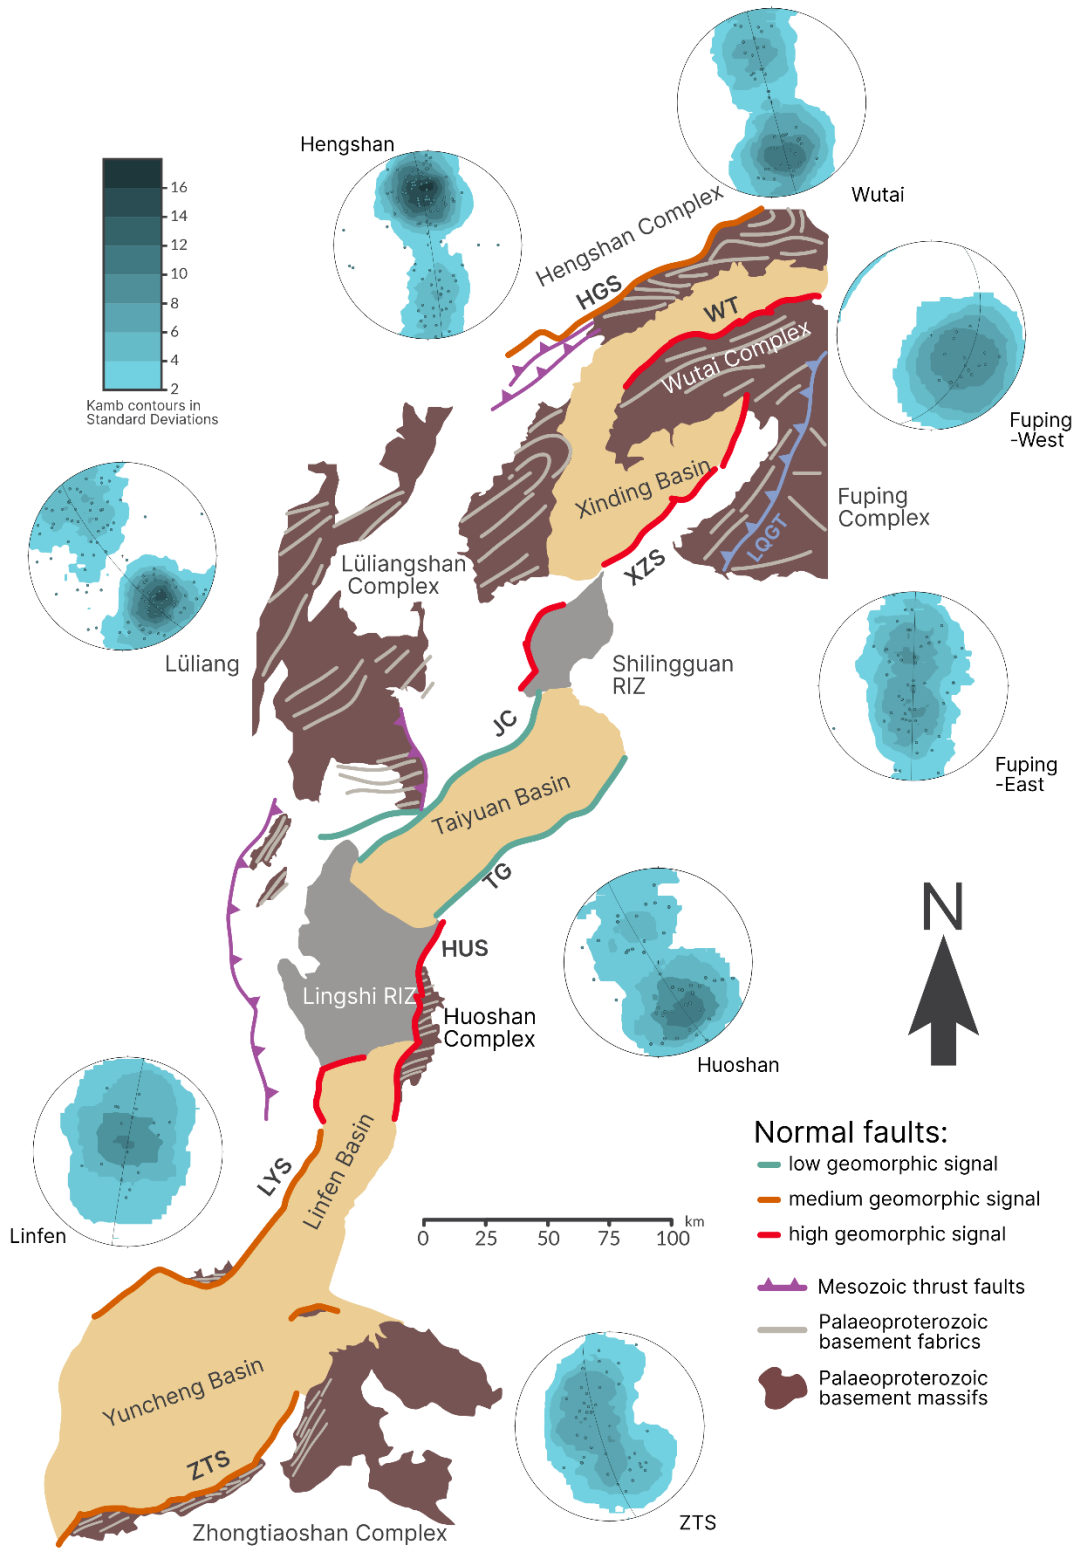 Hengshan
Wutai
16
14
12
10
8
6
4
2
Kamb contours in
Standard Deviations
Hengshan Complex
HGS
WT
Wutai Complex
Fuping
-West
Xinding Basin
LQGT
Fuping
Complex
XZS
Lüliangshan
Complex
Lüliang
Shilingguan
RIZ
JC
Fuping
-East
Taiyuan Basin
TG
N
HUS
Lingshi RIZ
Huoshan
Complex
Huoshan
LYS
Linfen Basin
Linfen
km
0
25
50
75
100
Normal faults:
low geomorphic signal
medium geomorphic signal
high geomorphic signal
Mesozoic thrust faults
Palaeoproterozoic
basement fabrics
Palaeoproterozoic
basement massifs
Yuncheng Basin
ZTS
Zhongtiaoshan Complex
ZTS